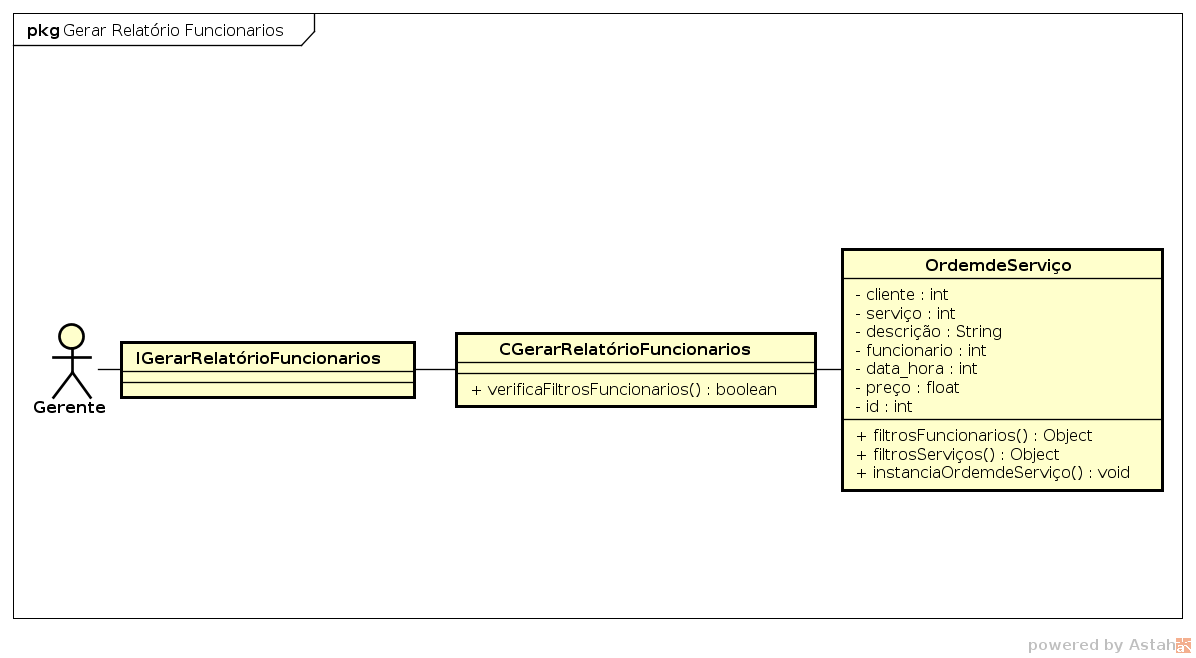 pkg Gerar Relatório Funcionarios
Gerente
IGerarRelatórioFuncionarios
CGerarRelatórioFuncionarios
+ verificaFiltrosFuncionarios() : boolean
OrdemdeServiço
- cliente : int
- serviço : int
- descrição : String
- funcionario : int
- data_hora : int
- preço : float
- id : int
+ filtrosFuncionarios() : Object
+ filtrosServiços() : Object
+ instanciaOrdemdeServiço() : void
powered by Astah